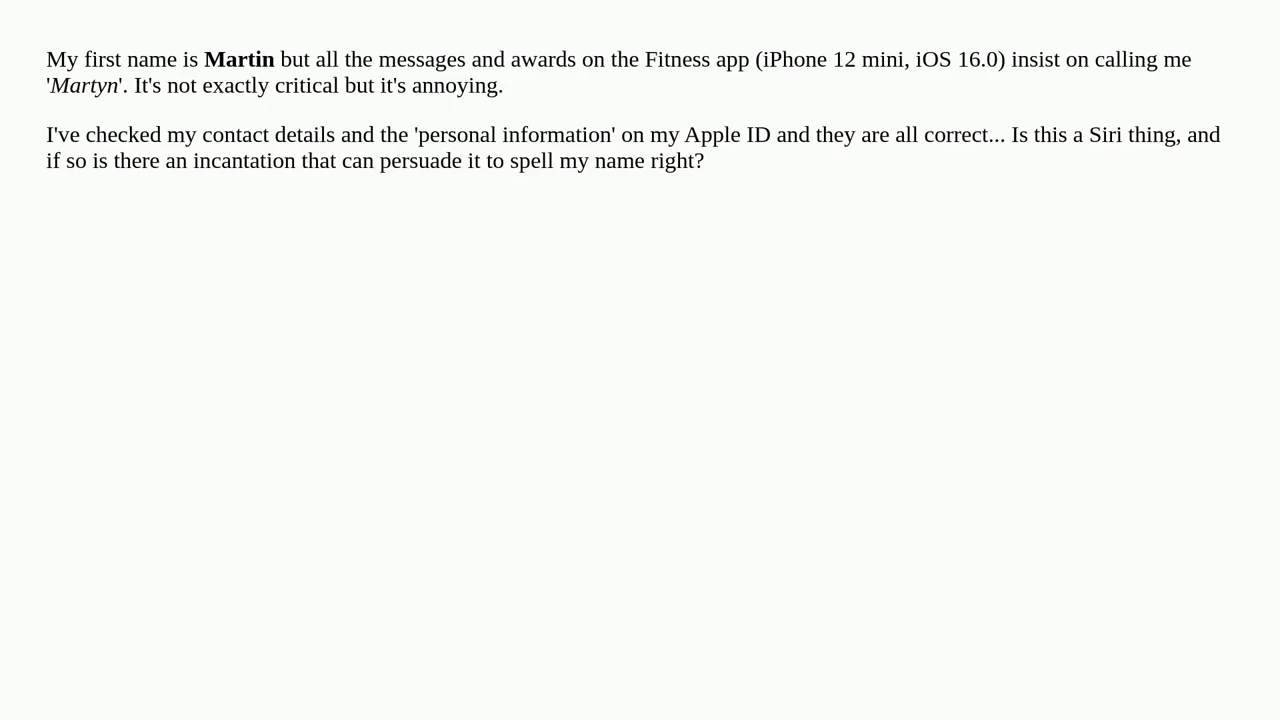 My first name is Martin but all the messages and awards on the Fitness app (iPhone 12 mini, iOS 16.0) insist on calling me
'Martyn'. It's not exactly critical but it's annoying.
I've checked my contact details and the 'personal information' on my Apple ID and they are all correct... Is this a Siri thing, and
if so is there an incantation that can persuade it to spell my name right?